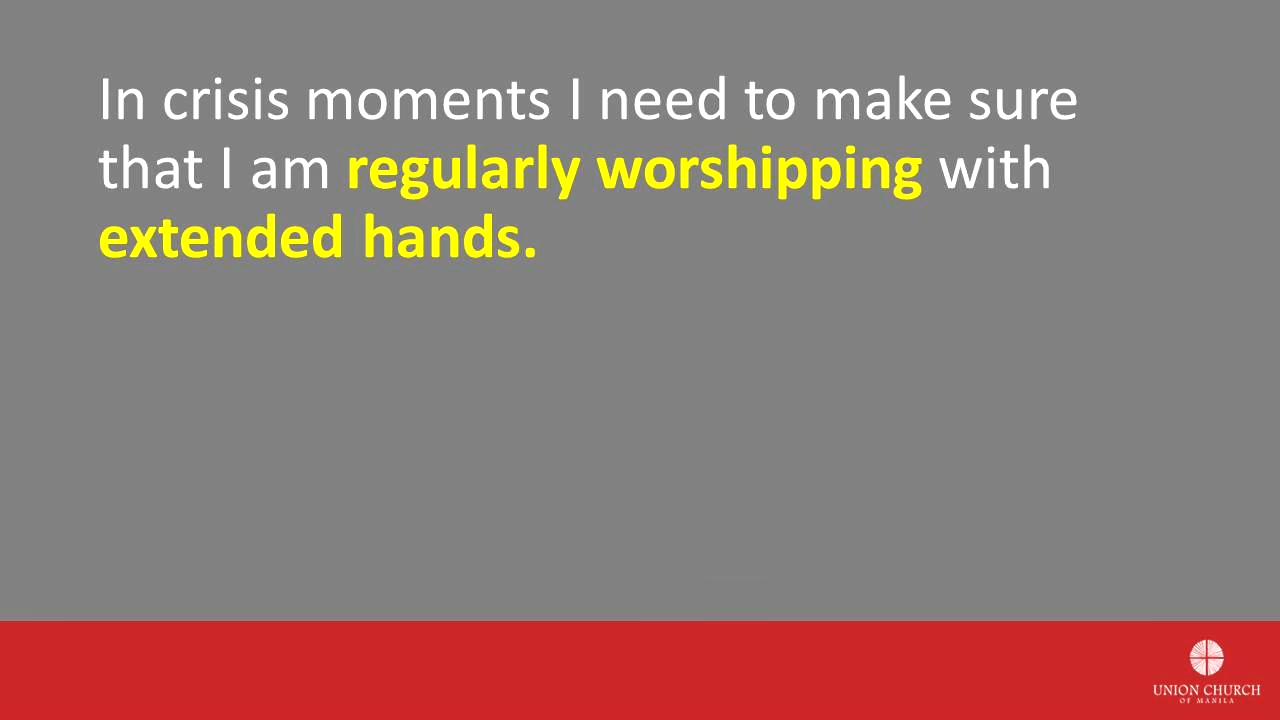 In crisis moments I need to make sure
that I am regularly worshipping with
extended hands.
UNION CHURCH
OF MANILA